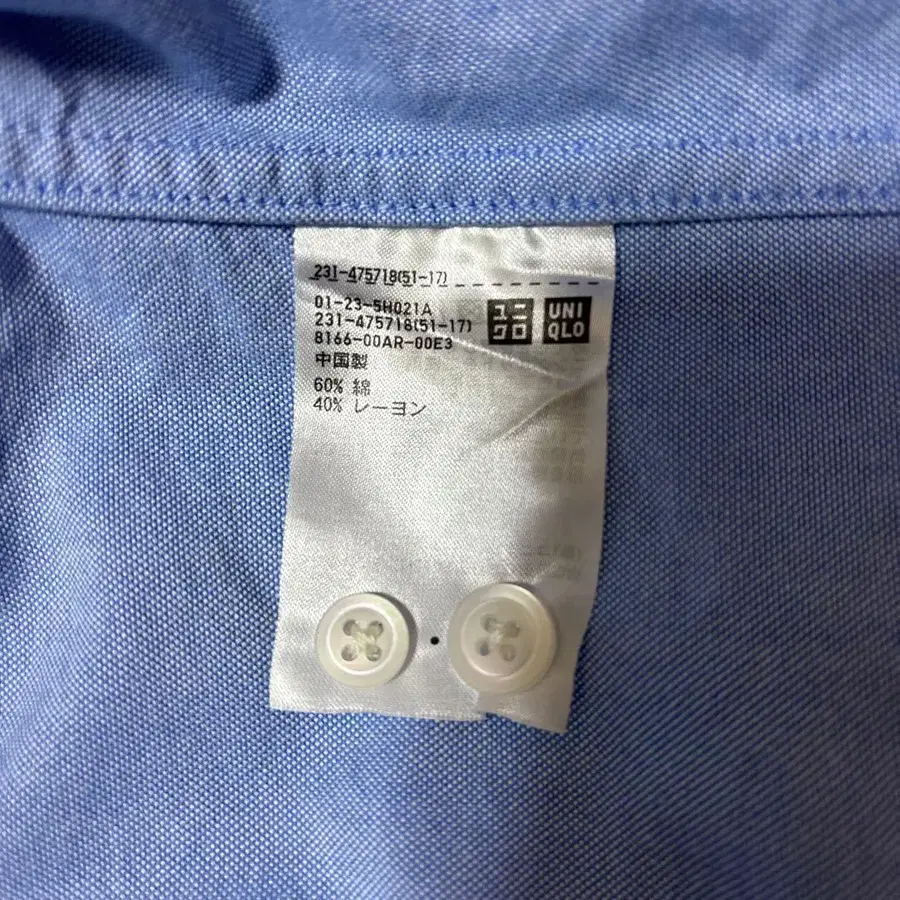 231-475718(51-17)
01-23-5H021A
231-475718(51-17)
8166-00AR-00E3
中国製
60% 綿
40% レーヨン
ユニ
クロ
UNI
QLO